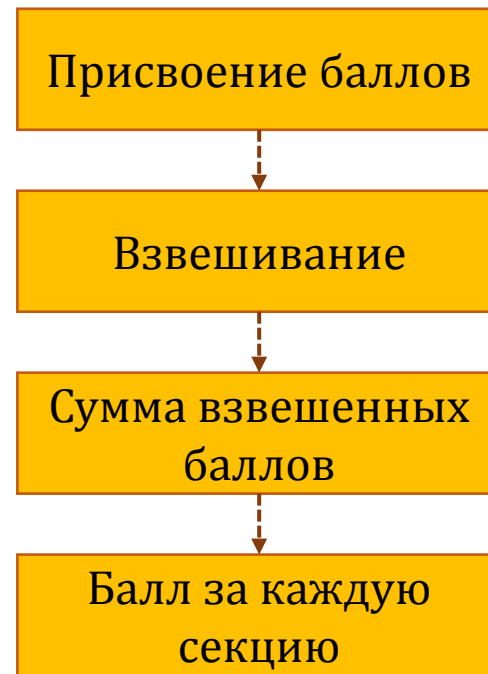 Присвоение баллов
Взвешивание
Сумма взвешенных
баллов
Балл за каждую
секцию